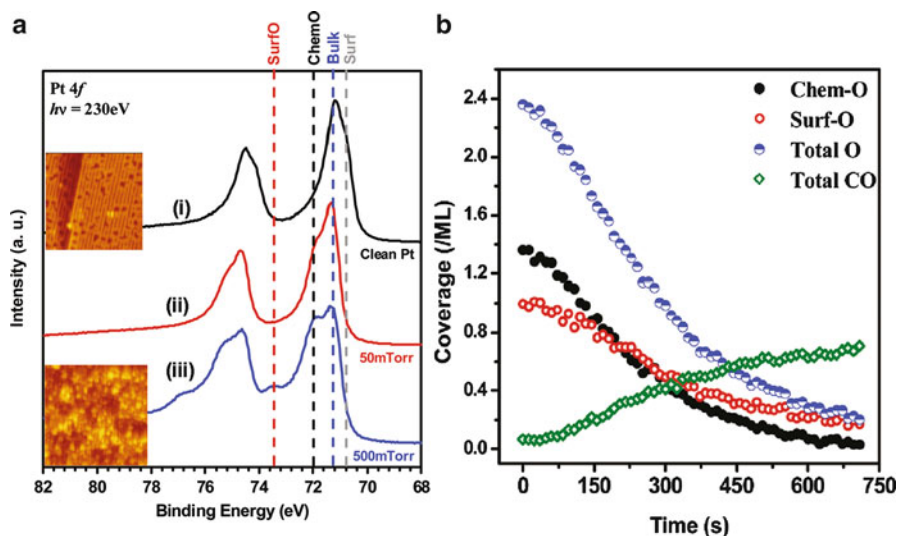 a
SurfO
ChemO
Bulk
Surf
Pt 4f
hν = 230eV
(i)
Clean Pt
(ii)
50mTorr
(iii)
500mTorr
Intensity (a. u.)
82 80 78 76 74 72 70 68
Binding Energy (eV)
b
Chem-O
Surf-O
Total O
Total CO
Coverage (/ML)
2.4
2.0
1.6
1.2
0.8
0.4
0.0
0 150 300 450 600 750
Time (s)